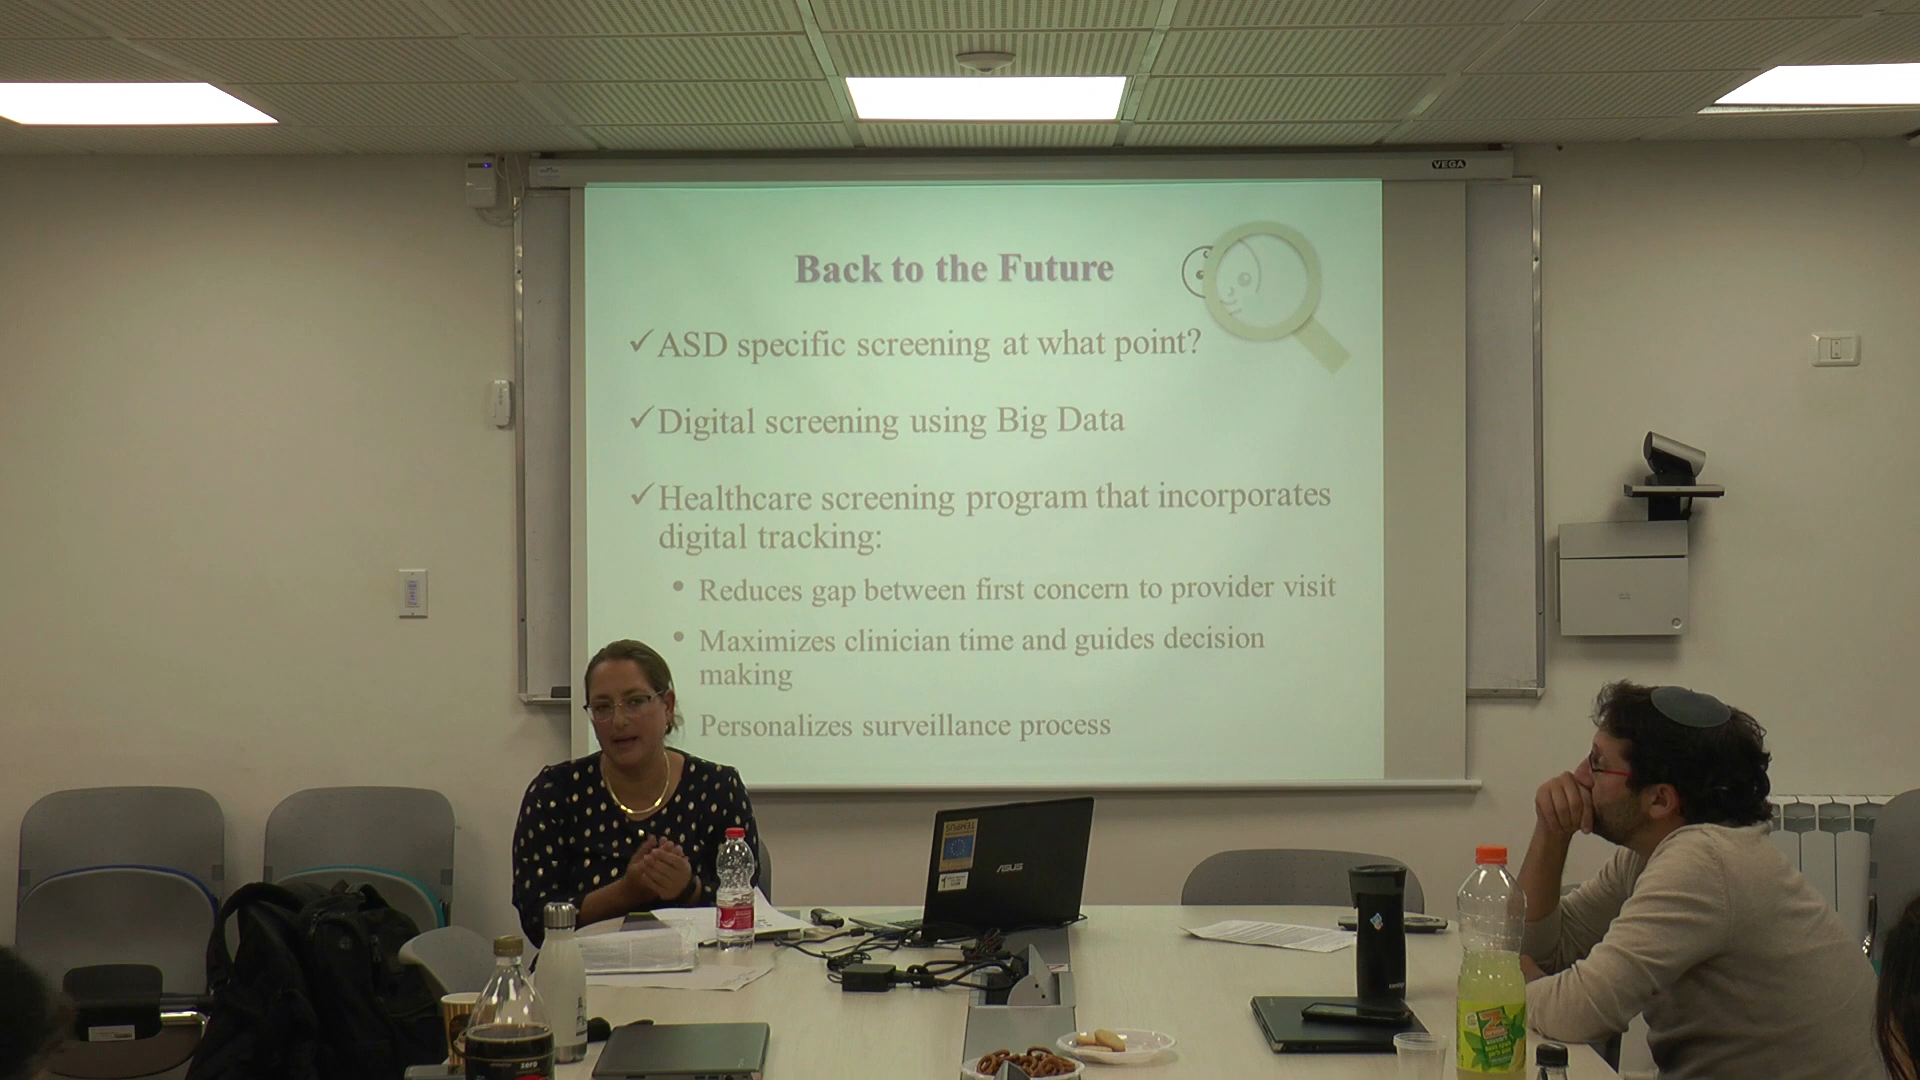 VEGA
Back to the Future
✓ ASD specific screening at what point?
✓ Digital screening using Big Data
✓ Healthcare screening program that incorporates
digital tracking:
• Reduces gap between first concern to provider visit
• Maximizes clinician time and guides decision
making
Personalizes surveillance process
TEMPUS
ASUS
zero